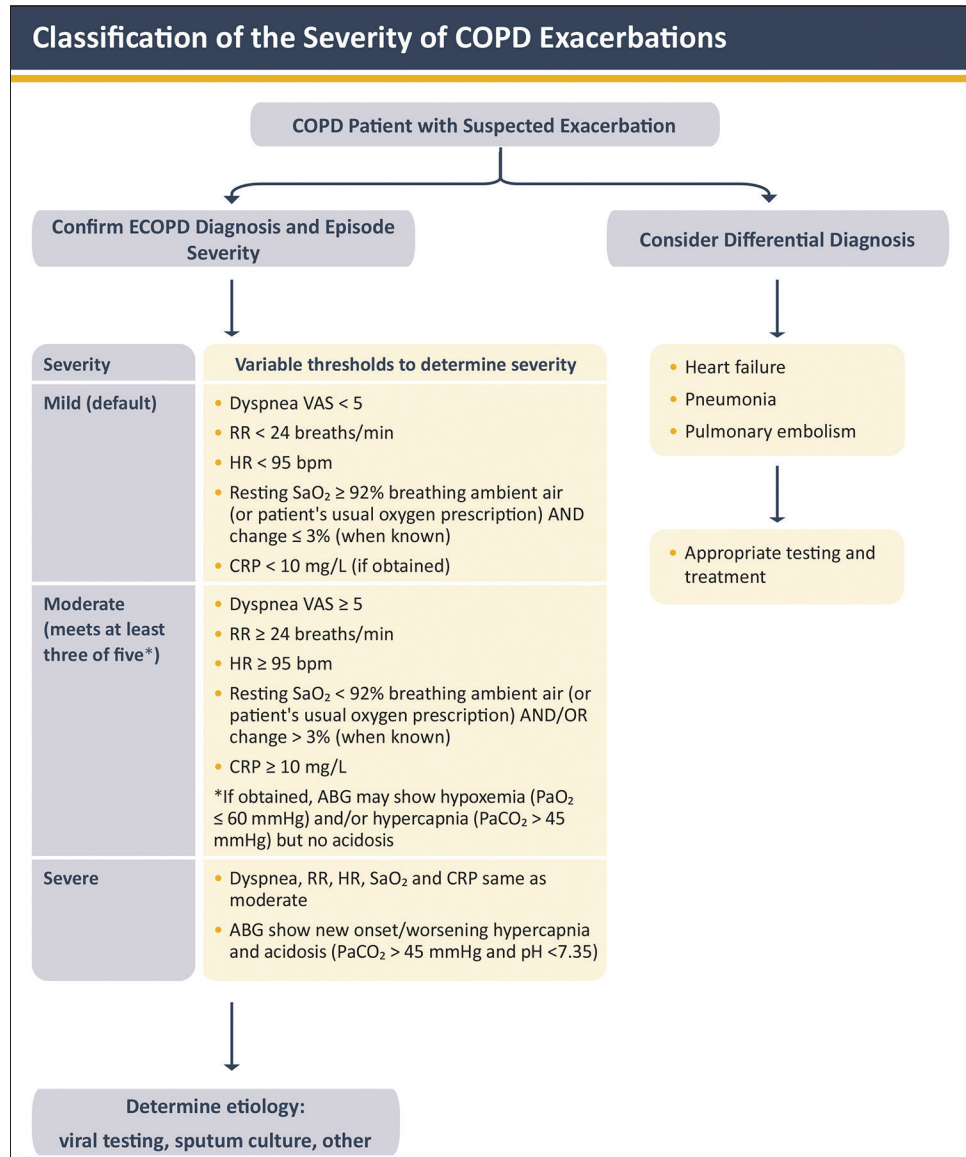 Classification of the Severity of COPD Exacerbations
COPD Patient with Suspected Exacerbation
Confirm ECOPD Diagnosis and Episode
Severity
Consider Differential Diagnosis
Severity
Variable thresholds to determine severity
Mild (default)
• Dyspnea VAS < 5
• RR < 24 breaths/min
• HR < 95 bpm
• Resting SaO₂ ≥ 92% breathing ambient air
(or patient's usual oxygen prescription) AND
change ≤ 3% (when known)
• CRP < 10 mg/L (if obtained)
Moderate
(meets at least
three of five*)
• Dyspnea VAS ≥ 5
• RR ≥ 24 breaths/min
• HR ≥ 95 bpm
• Resting SaO₂ < 92% breathing ambient air (or
patient's usual oxygen prescription) AND/OR
change > 3% (when known)
• CRP ≥ 10 mg/L
*If obtained, ABG may show hypoxemia (PaO₂
≤ 60 mmHg) and/or hypercapnia (PaCO₂ > 45
mmHg) but no acidosis
Severe
• Dyspnea, RR, HR, SaO₂ and CRP same as
moderate
• ABG show new onset/worsening hypercapnia
and acidosis (PaCO₂ > 45 mmHg and pH <7.35)
• Heart failure
• Pneumonia
• Pulmonary embolism
• Appropriate testing and
treatment
Determine etiology:
viral testing, sputum culture, other